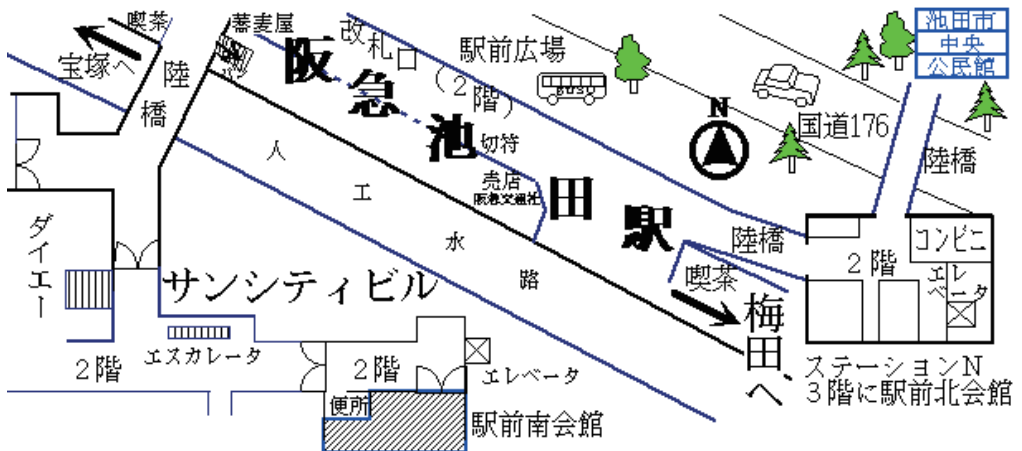 喫茶
宝塚へ
陸橋
蕎麦屋
阪急池田駅
改札口(2階)
駅前広場
BUS
池田市
中央
公民館
N
国道176
陸橋
切符
売店
阪急交通社
人工水路
陸橋
喫茶
梅田へ
コンビニ
2階
エレベータ
ダイエー
サンシティビル
エスカレータ
2階
2階
エレベータ
便所
駅前南会館
ステーションN
3階に駅前北会館